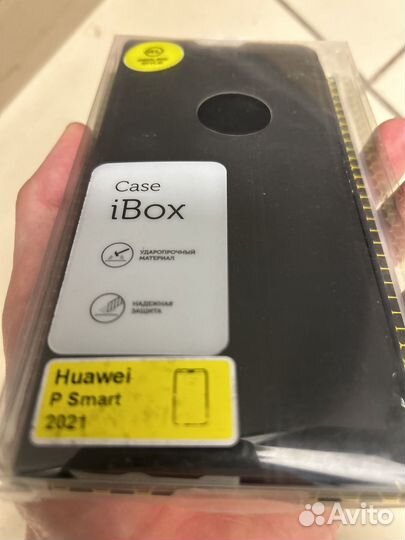 Case
iBox
УДАРОПРОЧНЫЙ
МАТЕРИАЛ
НАДЕЖНАЯ
ЗАЩИТА
Huawei
P Smart
2021
Avito